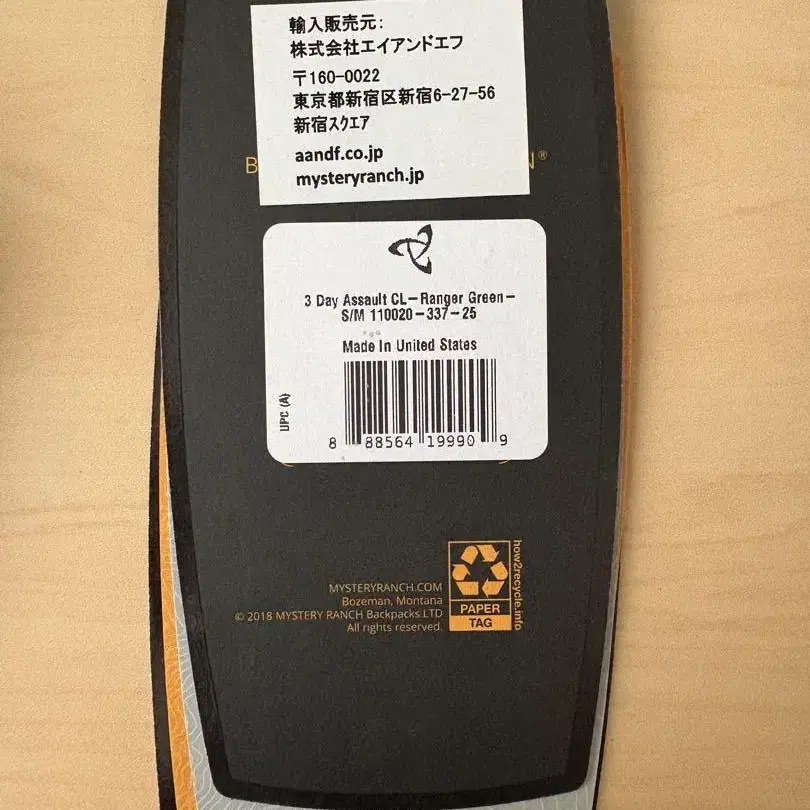 輸入販売元:
株式会社エイアンドエフ
〒160-0022
東京都新宿区新宿6-27-56
新宿スクエア
aandf.co.jp
mysteryranch.jp
B N®
3 Day Assault CL-Ranger Green-
S/M 110020-337-25
Made In United States
UPC (A)
8 88564 19990 9
MYSTERYRANCH.COM
Bozeman, Montana
© 2018 MYSTERY RANCH Backpacks LTD
All rights reserved.
PAPER
TAG
how2recycle.info